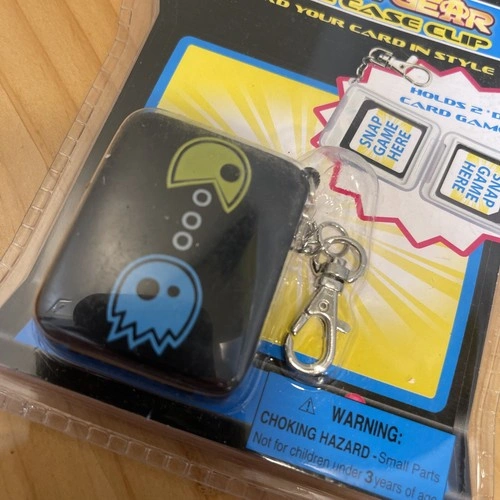 GEAR
CASE CLIP
YOUR CARD IN STYLE
HOLDS 2
CARD GAM
SNAP
GAME
HERE
SNAP
GAME
HERE
WARNING:
CHOKING HAZARD - Small Parts
Not for children under 3 years of